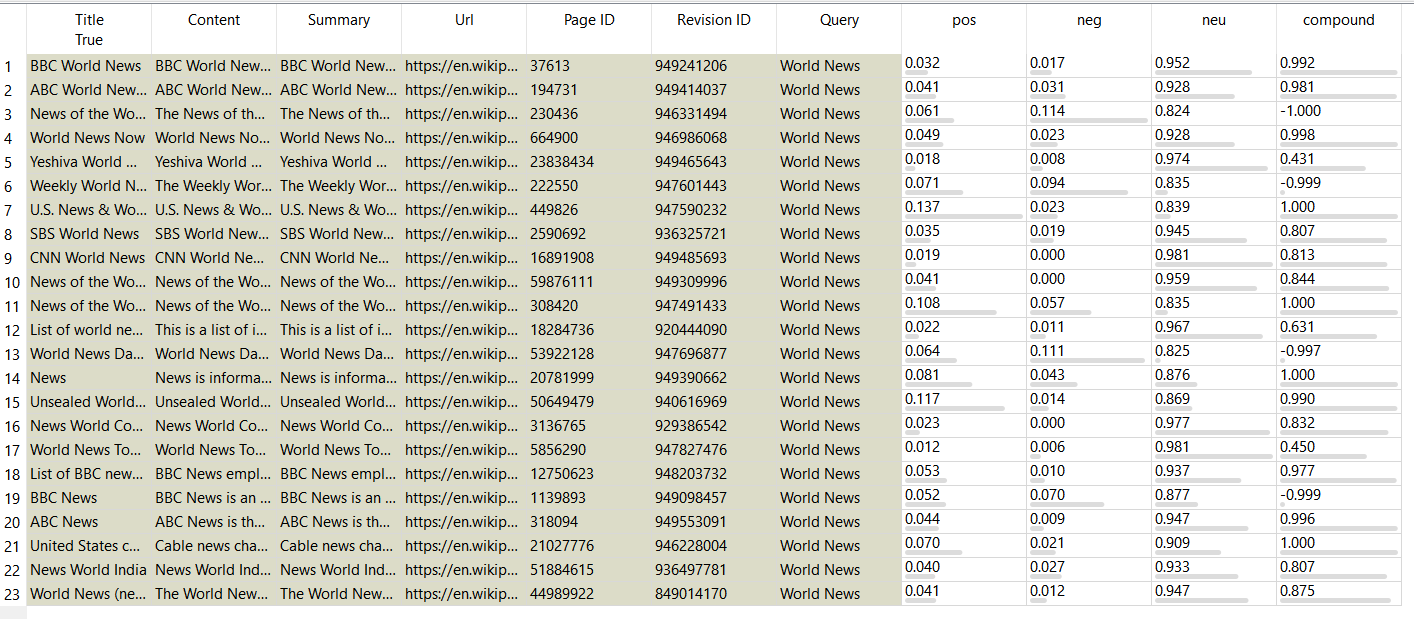 Title Content Summary Url Page ID Revision ID Query pos neg neu compound
True
1 BBC World News BBC World New... BBC World New... https://en.wikip... 37613 949241206 World News 0.032 0.017 0.952 0.992
2 ABC World New... ABC World New... ABC World New... https://en.wikip... 194731 949414037 World News 0.041 0.031 0.928 0.981
3 News of the Wo... The News of th... The News of th... https://en.wikip... 230436 946331494 World News 0.061 0.114 0.824 -1.000
4 World News Now World News No... World News No... https://en.wikip... 664900 946986068 World News 0.049 0.023 0.928 0.998
5 Yeshiva World ... Yeshiva World ... Yeshiva World ... https://en.wikip... 23838434 949465643 World News 0.018 0.008 0.974 0.431
6 Weekly World N... The Weekly Wor... The Weekly Wor... https://en.wikip... 222550 947601443 World News 0.071 0.094 0.835 -0.999
7 U.S. News & Wo... U.S. News & Wo... U.S. News & Wo... https://en.wikip... 449826 947590232 World News 0.137 0.023 0.839 1.000
8 SBS World News SBS World New... SBS World New... https://en.wikip... 2590692 936325721 World News 0.035 0.019 0.945 0.807
9 CNN World News CNN World Ne... CNN World Ne... https://en.wikip... 16891908 949485693 World News 0.019 0.000 0.981 0.813
10 News of the Wo... News of the Wo... News of the Wo... https://en.wikip... 59876111 949309996 World News 0.041 0.000 0.959 0.844
11 News of the Wo... News of the Wo... News of the Wo... https://en.wikip... 308420 947491433 World News 0.108 0.057 0.835 1.000
12 List of world ne... This is a list of i... This is a list of i... https://en.wikip... 18284736 920444090 World News 0.022 0.011 0.967 0.631
13 World News Da... World News Da... World News Da... https://en.wikip... 53922128 947696877 World News 0.064 0.111 0.825 -0.997
14 News News is informa... News is informa... https://en.wikip... 20781999 949390662 World News 0.081 0.043 0.876 1.000
15 Unsealed World... Unsealed World... Unsealed World... https://en.wikip... 50649479 940616969 World News 0.117 0.014 0.869 0.990
16 News World Co... News World Co... News World Co... https://en.wikip... 3136765 929386542 World News 0.023 0.000 0.977 0.832
17 World News To... World News To... World News To... https://en.wikip... 5856290 947827476 World News 0.012 0.006 0.981 0.450
18 List of BBC new... BBC News empl... BBC News empl... https://en.wikip... 12750623 948203732 World News 0.053 0.010 0.937 0.977
19 BBC News BBC News is an ... BBC News is an ... https://en.wikip... 1139893 949098457 World News 0.052 0.070 0.877 -0.999
20 ABC News ABC News is th... ABC News is th... https://en.wikip... 318094 949553091 World News 0.044 0.009 0.947 0.996
21 United States c... Cable news cha... Cable news cha... https://en.wikip... 21027776 946228004 World News 0.070 0.021 0.909 1.000
22 News World India News World Ind... News World Ind... https://en.wikip... 51884615 936497781 World News 0.040 0.027 0.933 0.807
23 World News (ne... The World New... The World New... https://en.wikip... 44989922 849014170 World News 0.041 0.012 0.947 0.875